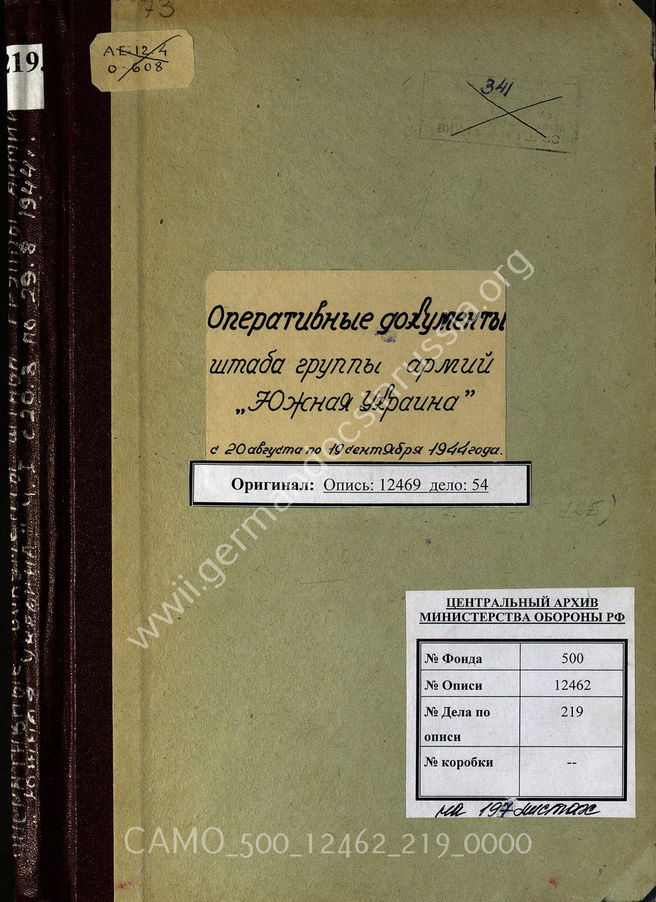 73
АЕ-12/4
0-608
219.
341
Оперативные документы
штаба группы армий
„Южная Украина"
с 20 августа по 19 сентября 1944 года.
Оригинал: Опись: 12469 дело: 54
ЦЕНТРАЛЬНЫЙ АРХИВ
МИНИСТЕРСТВА ОБОРОНЫ РФ
№ Фонда 500
№ Описи 12462
№ Дела по
описи 219
№ коробки --
на 197 листах
www.germandocsinrussia.org
CAMO_500_12462_219_0000